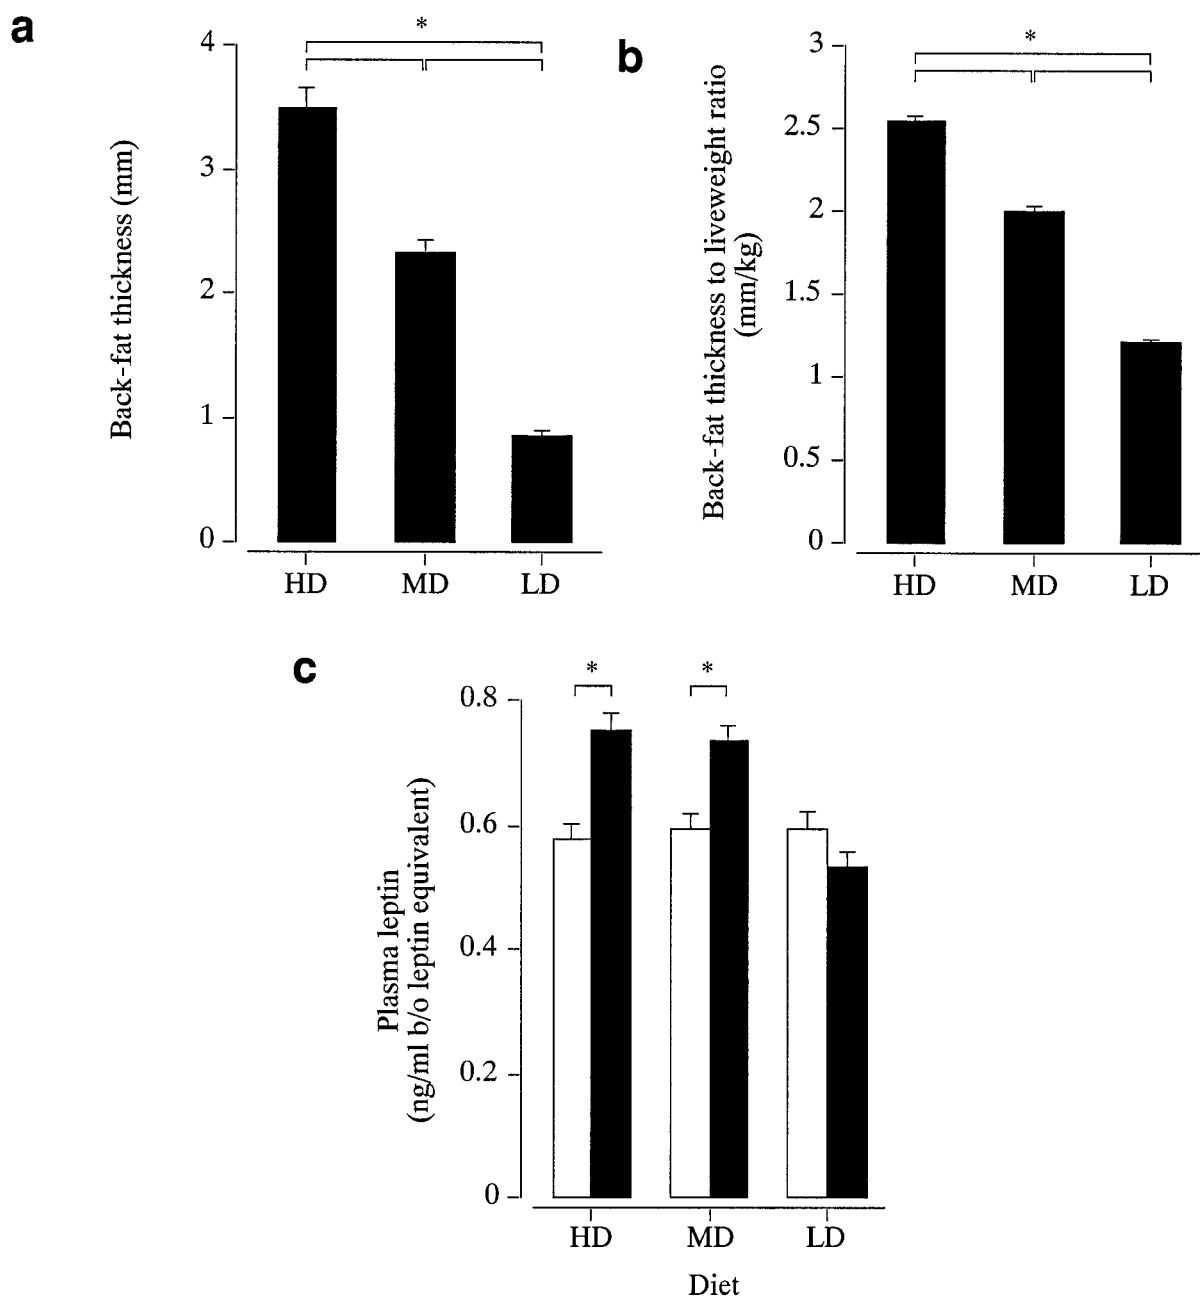 a
*
4
3
2
1
0
Back-fat thickness (mm)
HD MD LD
b
*
3
2.5
2
1.5
1
0.5
0
Back-fat thickness to liveweight ratio
(mm/kg)
HD MD LD
c
* *
0.8
0.6
0.4
0.2
0
Plasma leptin
(ng/ml b/o leptin equivalent)
HD MD LD
Diet